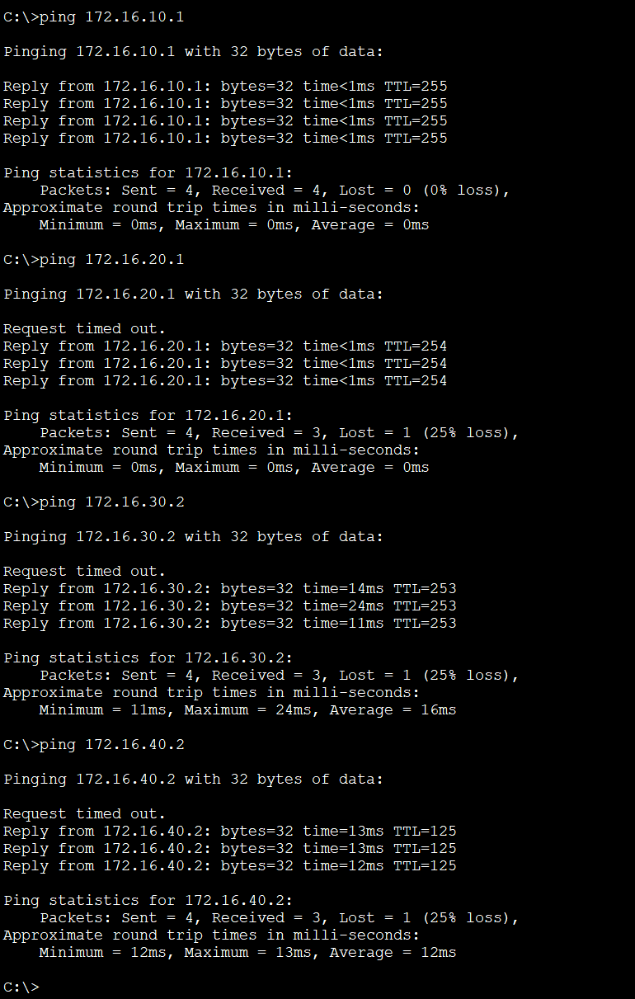 C:\>ping 172.16.10.1
Pinging 172.16.10.1 with 32 bytes of data:
Reply from 172.16.10.1: bytes=32 time<1ms TTL=255
Reply from 172.16.10.1: bytes=32 time<1ms TTL=255
Reply from 172.16.10.1: bytes=32 time<1ms TTL=255
Reply from 172.16.10.1: bytes=32 time<1ms TTL=255
Ping statistics for 172.16.10.1:
    Packets: Sent = 4, Received = 4, Lost = 0 (0% loss),
Approximate round trip times in milli-seconds:
    Minimum = 0ms, Maximum = 0ms, Average = 0ms
C:\>ping 172.16.20.1
Pinging 172.16.20.1 with 32 bytes of data:
Request timed out.
Reply from 172.16.20.1: bytes=32 time<1ms TTL=254
Reply from 172.16.20.1: bytes=32 time<1ms TTL=254
Reply from 172.16.20.1: bytes=32 time<1ms TTL=254
Ping statistics for 172.16.20.1:
    Packets: Sent = 4, Received = 3, Lost = 1 (25% loss),
Approximate round trip times in milli-seconds:
    Minimum = 0ms, Maximum = 0ms, Average = 0ms
C:\>ping 172.16.30.2
Pinging 172.16.30.2 with 32 bytes of data:
Request timed out.
Reply from 172.16.30.2: bytes=32 time=14ms TTL=253
Reply from 172.16.30.2: bytes=32 time=24ms TTL=253
Reply from 172.16.30.2: bytes=32 time=11ms TTL=253
Ping statistics for 172.16.30.2:
    Packets: Sent = 4, Received = 3, Lost = 1 (25% loss),
Approximate round trip times in milli-seconds:
    Minimum = 11ms, Maximum = 24ms, Average = 16ms
C:\>ping 172.16.40.2
Pinging 172.16.40.2 with 32 bytes of data:
Request timed out.
Reply from 172.16.40.2: bytes=32 time=13ms TTL=125
Reply from 172.16.40.2: bytes=32 time=13ms TTL=125
Reply from 172.16.40.2: bytes=32 time=12ms TTL=125
Ping statistics for 172.16.40.2:
    Packets: Sent = 4, Received = 3, Lost = 1 (25% loss),
Approximate round trip times in milli-seconds:
    Minimum = 12ms, Maximum = 13ms, Average = 12ms
C:\>